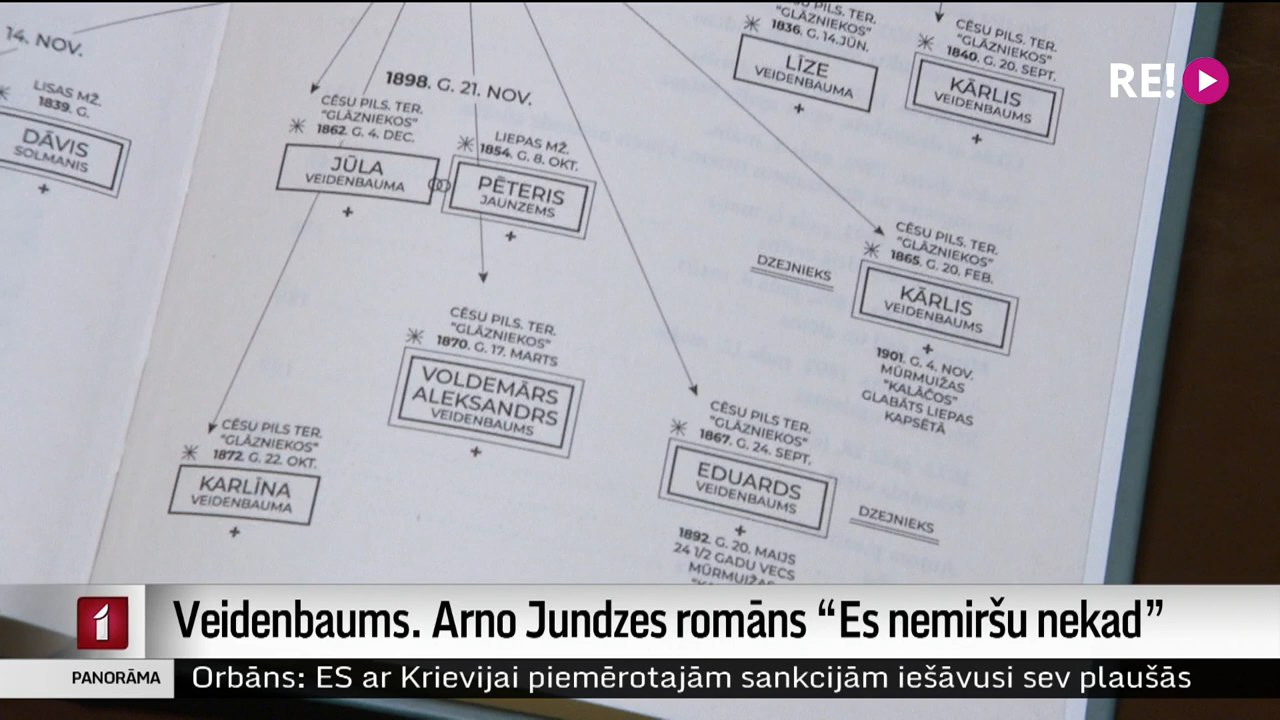 14. NOV.
LISAS MŽ.
1839. G.
DĀVIS
SOLMANIS
1898. G. 21. NOV.
CĒSU PILS. TER.
"GLĀZNIEKOS"
1862. G. 4. DEC.
JŪLA
VEIDENBAUMA
LIEPAS MŽ.
1854. G. 8. OKT.
PĒTERIS
JAUNZEMS
PILS. TER.
"GLĀZNIEKOS"
1836. G. 14.JŪN.
LĪZE
VEIDENBAUMA
CĒSU PILS. TER.
"GLĀZNIEKOS"
1840. G. 20. SEPT.
KĀRLIS
VEIDENBAUMS
RE!
DZEJNIEKS
CĒSU PILS. TER.
"GLĀZNIEKOS"
1865. G. 20. FEB.
KĀRLIS
VEIDENBAUMS
1901. G. 4. NOV.
MŪRMUIŽAS
"KALĀČOS"
GLABĀTS LIEPAS
KAPSĒTĀ
CĒSU PILS. TER.
"GLĀZNIEKOS"
1870. G. 17. MARTS
VOLDEMĀRS
ALEKSANDRS
VEIDENBAUMS
CĒSU PILS TER.
"GLĀZNIEKOS"
1867. G. 24. SEPT.
EDUARDS
VEIDENBAUMS
DZEJNIEKS
1892. G. 20. MAIJS
24 1/2 GADU VECS
MŪRMUIŽAS
CĒSU PILS TER.
"GLĀZNIEKOS"
1872. G. 22. OKT.
KARLĪNA
VEIDENBAUMA
1
Veidenbaums. Arno Jundzes romāns “Es nemiršu nekad”
PANORĀMA
Orbāns: ES ar Krievijai piemērotajām sankcijām iešāvusi sev plaušās